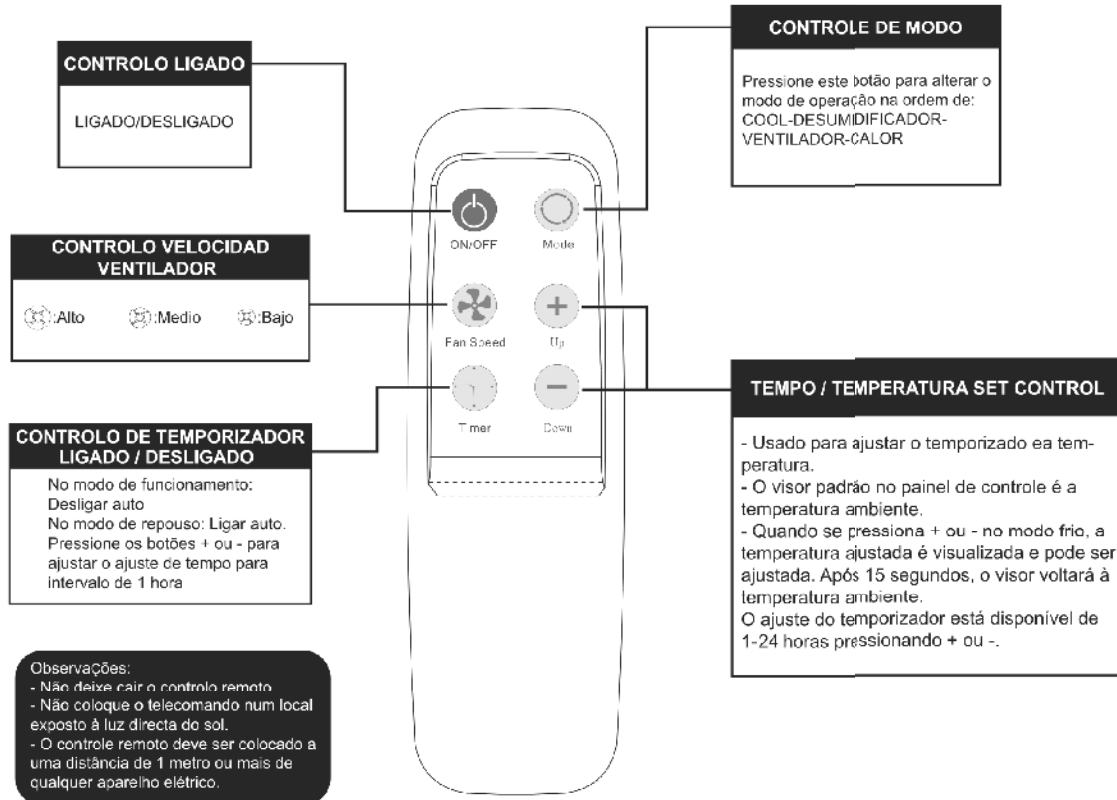 CONTROLO LIGADO
LIGADO/DESLIGADO
CONTROLE DE MODO
Pressione este botão para alterar o
modo de operação na ordem de:
COOL-DESUMIDIFICADOR-
VENTILADOR-CALOR
ON/OFF
Mode
CONTROLO VELOCIDAD
VENTILADOR
:Alto
:Medio
:Bajo
Fan Speed
Up
Timer
Down
CONTROLO DE TEMPORIZADOR
LIGADO / DESLIGADO
No modo de funcionamento:
Desligar auto
No modo de repouso: Ligar auto.
Pressione os botões + ou - para
ajustar o ajuste de tempo para
intervalo de 1 hora
TEMPO / TEMPERATURA SET CONTROL
- Usado para ajustar o temporizado ea tem-
peratura.
- O visor padrão no painel de controle é a
temperatura ambiente.
- Quando se pressiona + ou - no modo frio, a
temperatura ajustada é visualizada e pode ser
ajustada. Após 15 segundos, o visor voltará à
temperatura ambiente.
O ajuste do temporizador está disponível de
1-24 horas pressionando + ou -.
Observações:
- Não deixe cair o controlo remoto
- Não coloque o telecomando num local
exposto à luz directa do sol.
- O controle remoto deve ser colocado a
uma distância de 1 metro ou mais de
qualquer aparelho elétrico.